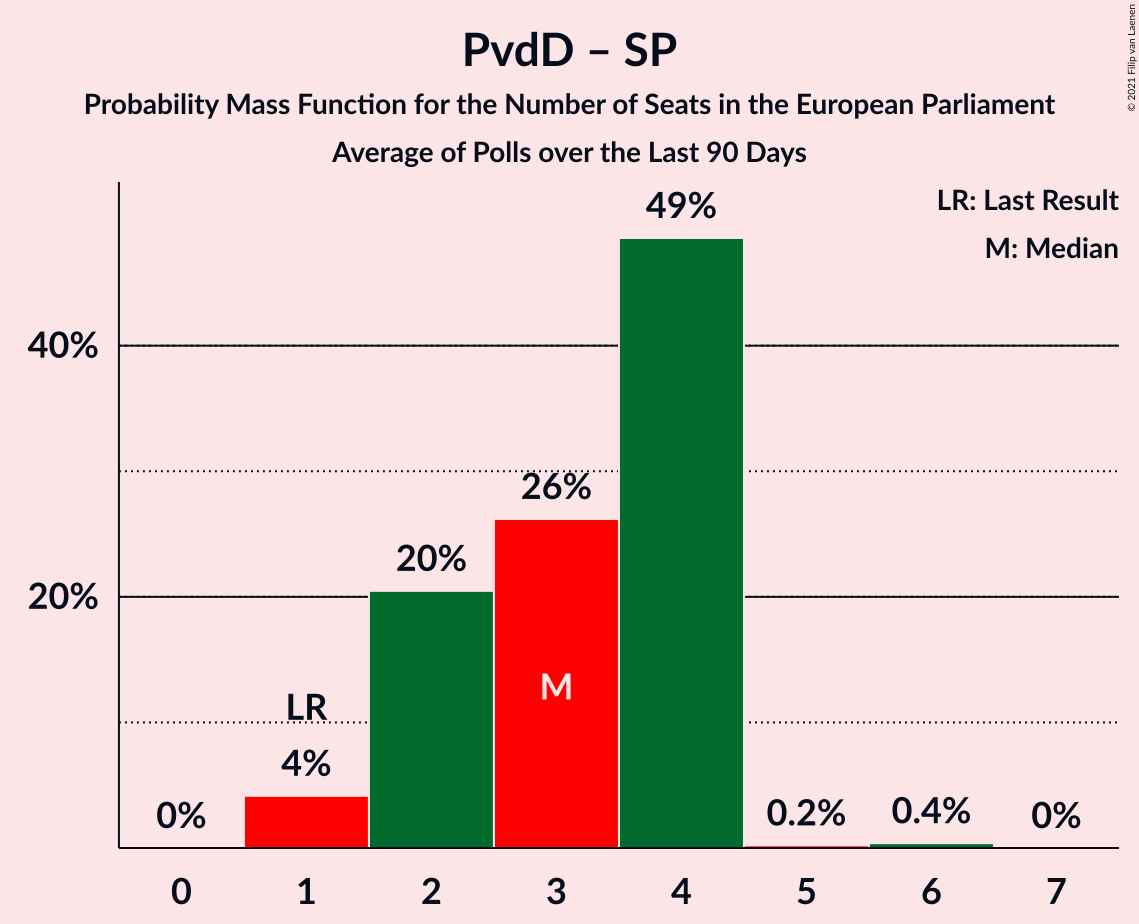 PvdD – SP
Probability Mass Function for the Number of Seats in the European Parliament
Average of Polls over the Last 90 Days
© 2021 Filip van Laenen
LR: Last Result
M: Median
49%
40%
26%
20%
20%
M
LR
4%
0%
0.2%
0.4%
0%
0 1 2 3 4 5 6 7